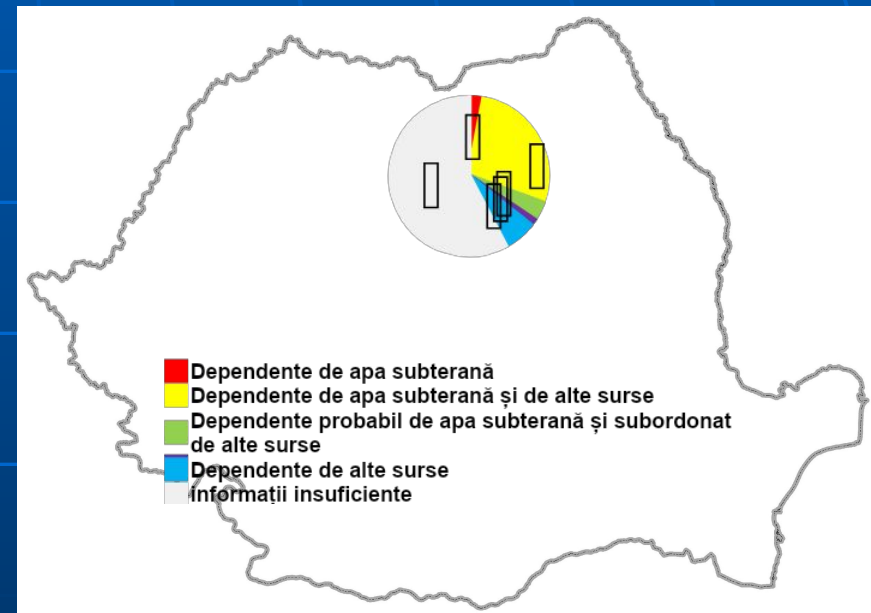 Dependente de apa subterană
Dependente de apa subterană și de alte surse
Dependente probabil de apa subterană și subordonat
de alte surse
Dependente de alte surse
informații insuficiente